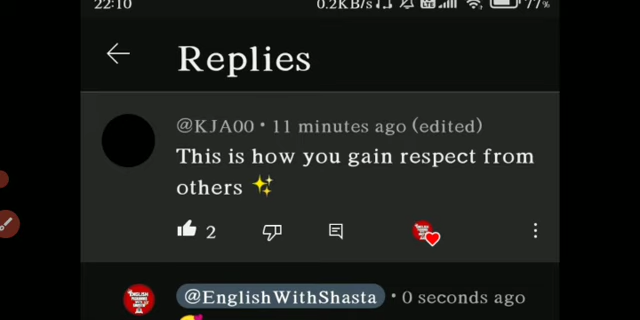 22:10 0.2KB/s 77%
Replies
@KJA00 • 11 minutes ago (edited)
This is how you gain respect from
others ✨
2
@EnglishWithShasta • 0 seconds ago